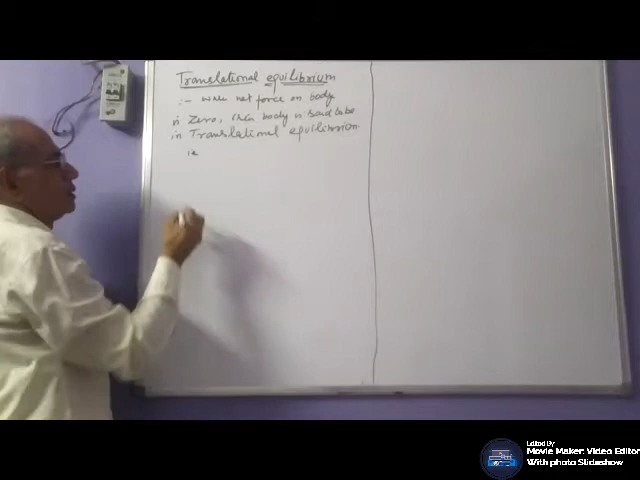 Translational equilibrium
:- when net force on body
is Zero, then body is said to be
in Translational equilibrium
ie
Edited By
Movie Maker: Video Editor
With photo Slideshow